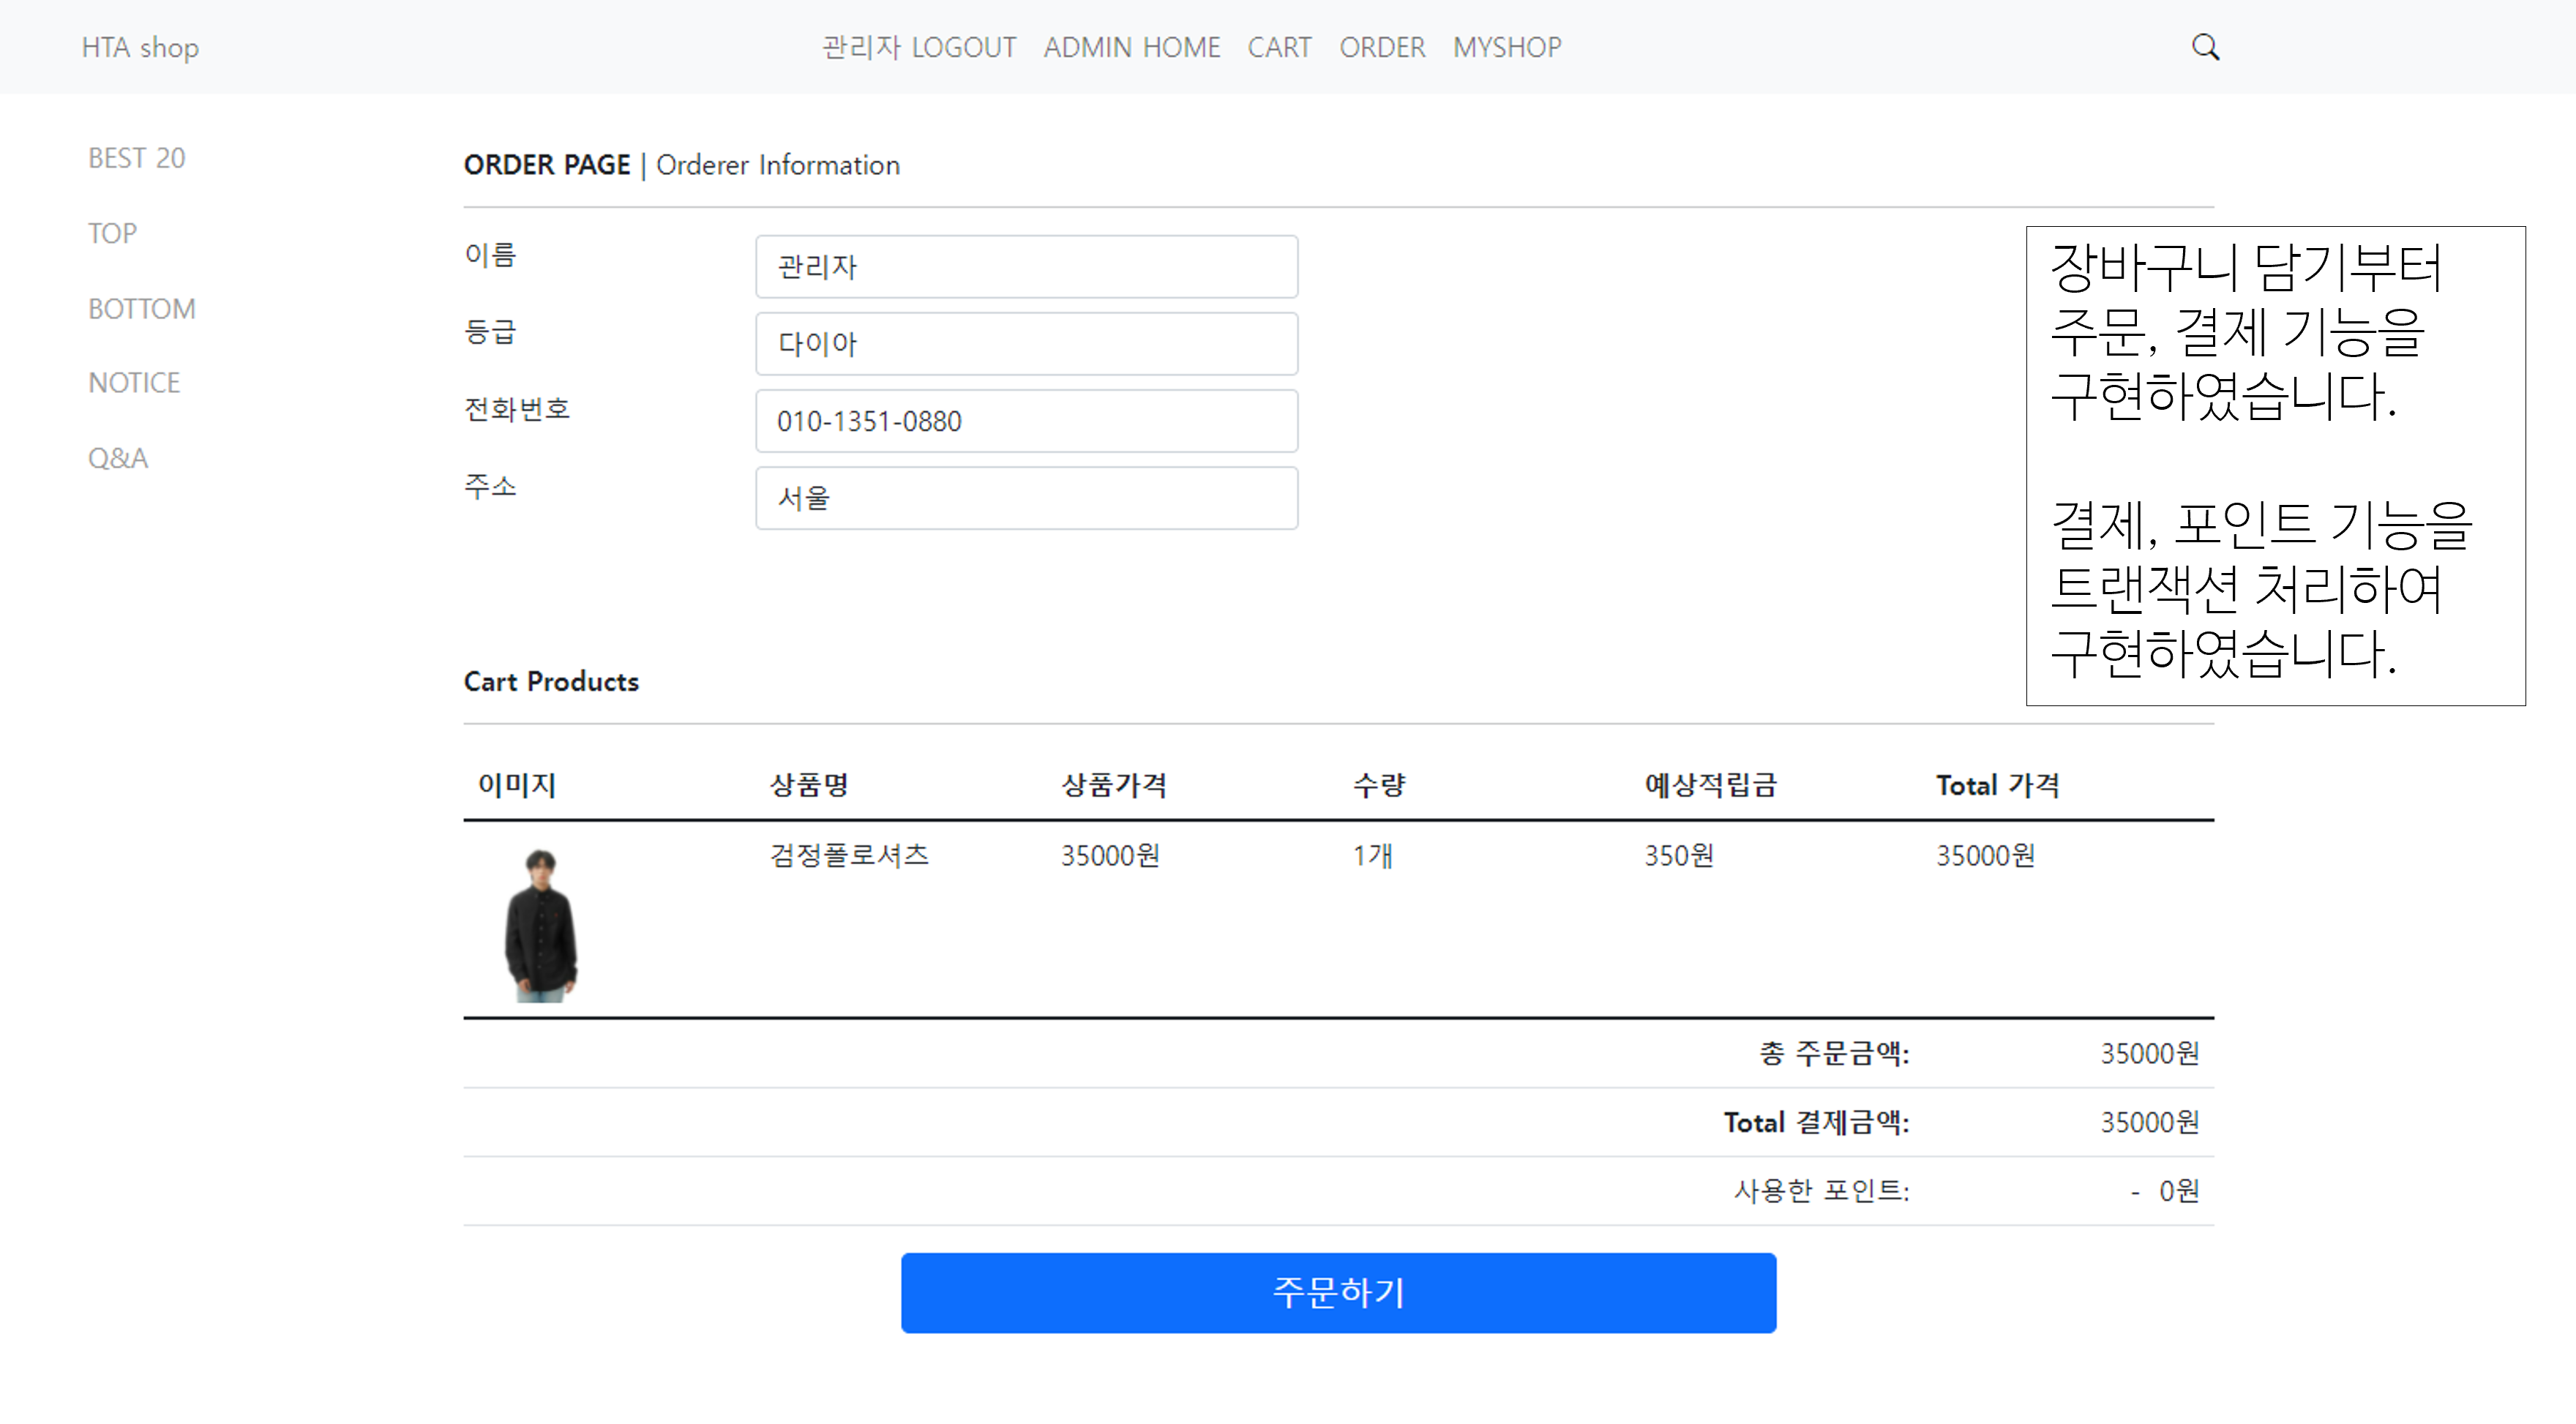 HTA shop
관리자 LOGOUT ADMIN HOME CART ORDER MYSHOP
BEST 20
TOP
BOTTOM
NOTICE
Q&A
ORDER PAGE | Orderer Information
이름 관리자
등급 다이아
전화번호 010-1351-0880
주소 서울
장바구니 담기부터
주문, 결제 기능을
구현하였습니다.
결제, 포인트 기능을
트랜잭션 처리하여
구현하였습니다.
Cart Products
이미지 상품명 상품가격 수량 예상적립금 Total 가격
검정폴로셔츠 35000원 1개 350원 35000원
총 주문금액: 35000원
Total 결제금액: 35000원
사용한 포인트: - 0원
주문하기